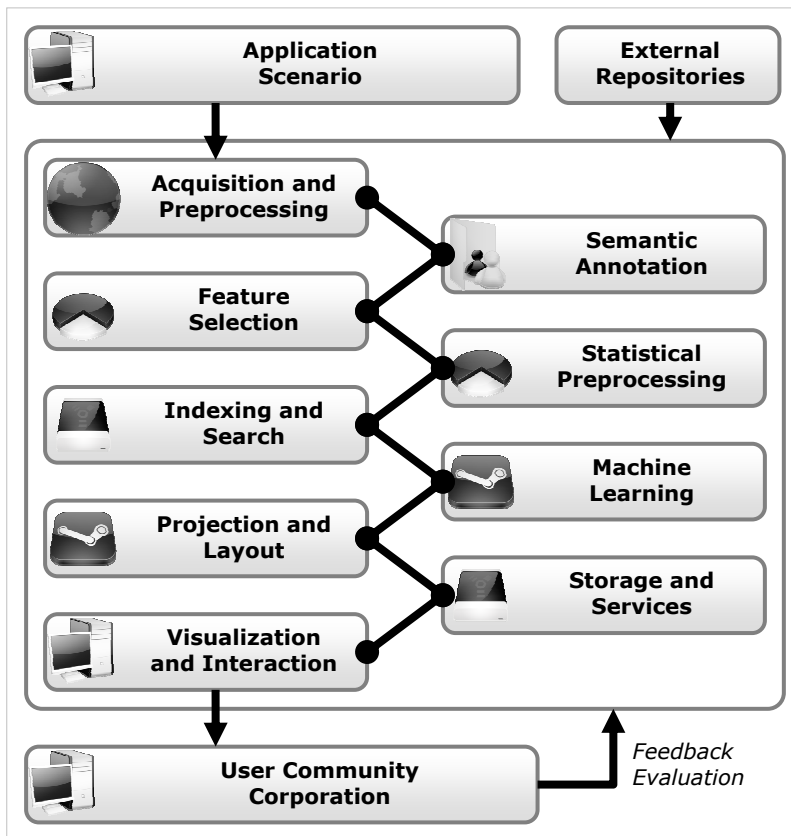 Application
Scenario
External
Repositories
Acquisition and
Preprocessing
Semantic
Annotation
Feature
Selection
Statistical
Preprocessing
Indexing and
Search
Machine
Learning
Projection and
Layout
Storage and
Services
Visualization
and Interaction
User Community
Corporation
Feedback
Evaluation